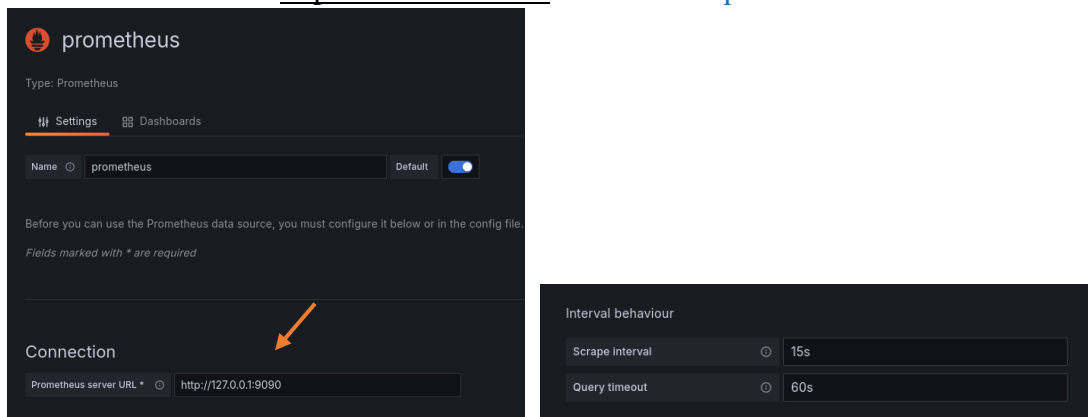 prometheus
Type: Prometheus
Settings Dashboards
Name prometheus Default
Before you can use the Prometheus data source, you must configure it below or in the config file.
Fields marked with * are required
Connection
Prometheus server URL * http://127.0.0.1:9090
Interval behaviour
Scrape interval 15s
Query timeout 60s